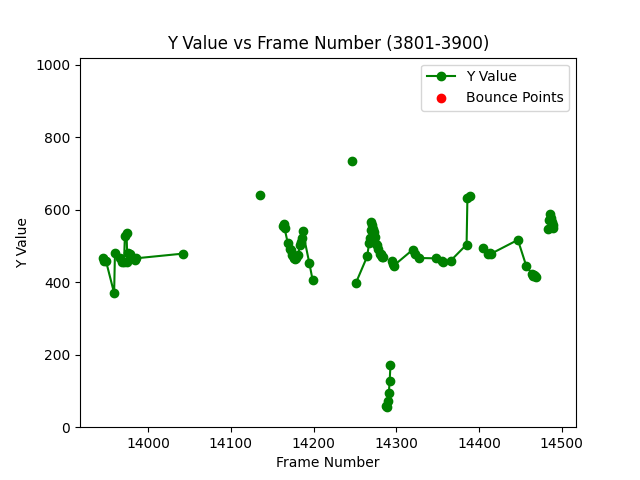 Y Value vs Frame Number (3801-3900)
Y Value
Bounce Points
1000
800
600
400
200
0
Y Value
14000 14100 14200 14300 14400 14500
Frame Number